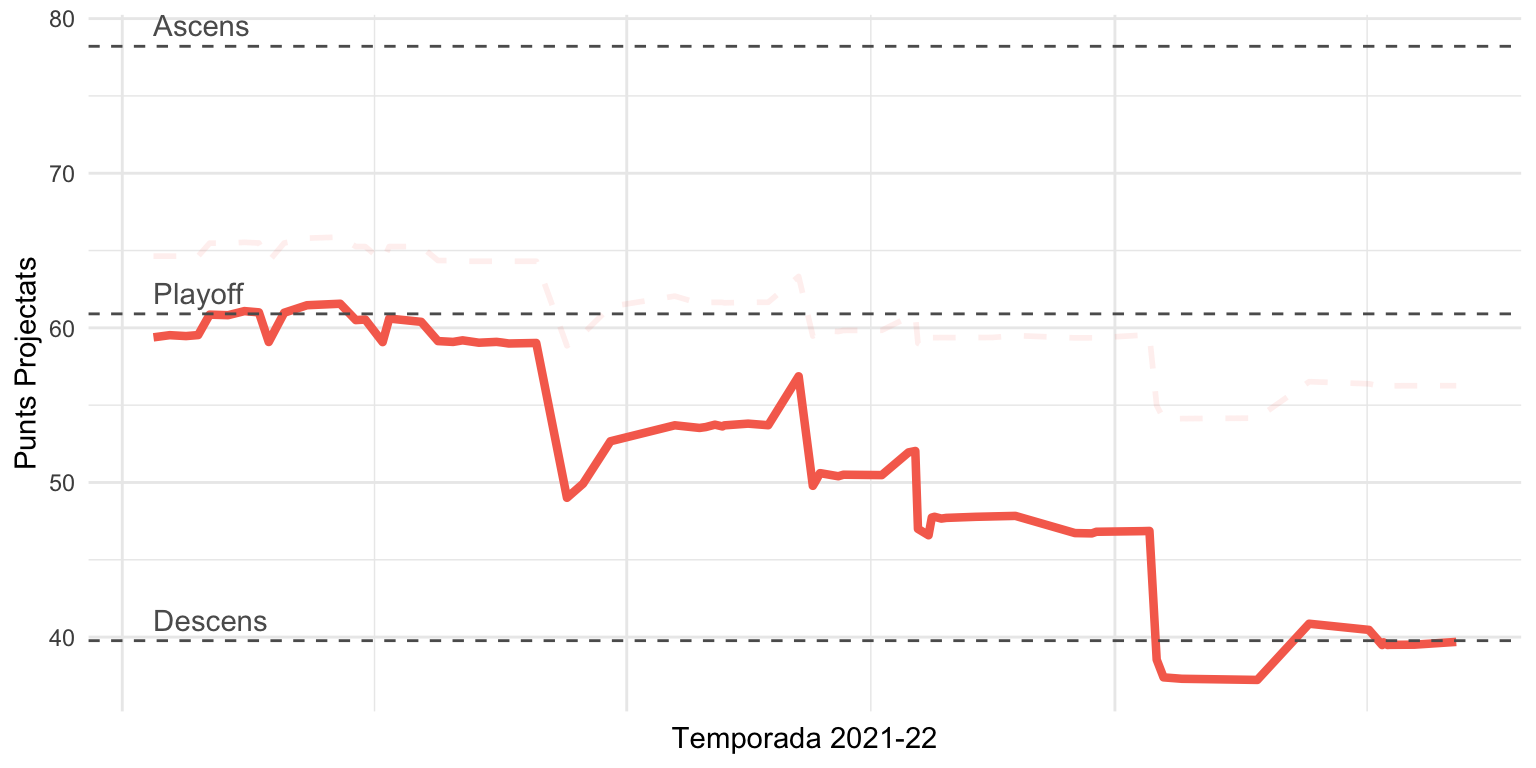 80
Ascens
70
Punts Projectats
Playoff
60
50
Descens
40
Temporada 2021-22